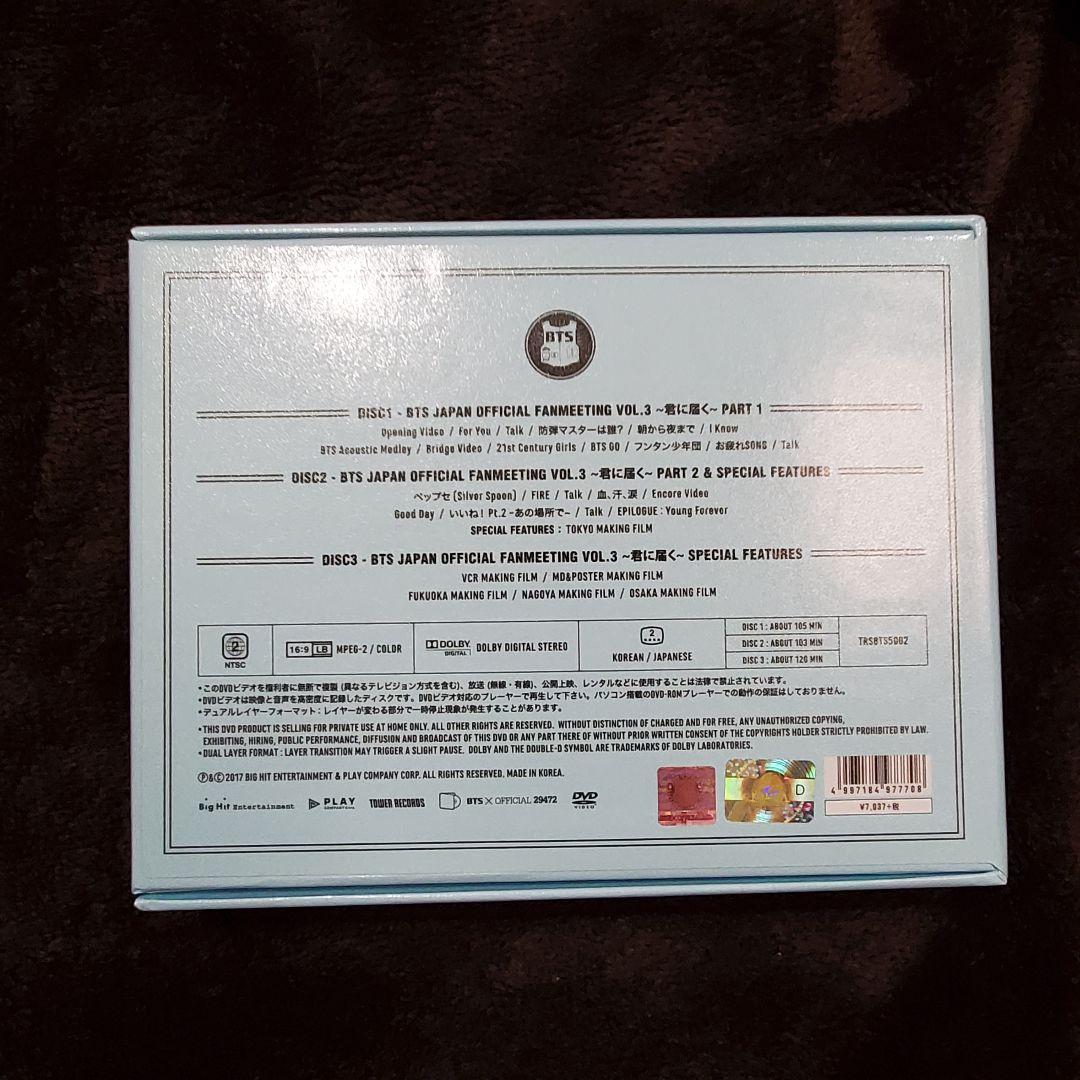 BTS
DISC1 - BTS JAPAN OFFICIAL FANMEETING VOL.3 ~君に届く~ PART 1
Opening Video / For You / Talk / 防弾マスターは誰? / 朝から夜まで / I Know
BTS Acoustic Medley / Bridge Video / 21st Century Girls / BTS GO / フンタン少年団 / お疲れSONG / Talk
DISC2 - BTS JAPAN OFFICIAL FANMEETING VOL.3 ~君に届く~ PART 2 & SPECIAL FEATURES
ペップセ (Silver Spoon) / FIRE / Talk / 血、汗、涙 / Encore Video
Good Day / いいね! Pt.2 -あの場所で- / Talk / EPILOGUE : Young Forever
SPECIAL FEATURES : TOKYO MAKING FILM
DISC3 - BTS JAPAN OFFICIAL FANMEETING VOL.3 ~君に届く~ SPECIAL FEATURES
VCR MAKING FILM / MD&POSTER MAKING FILM
FUKUOKA MAKING FILM / NAGOYA MAKING FILM / OSAKA MAKING FILM
2 NTSC
16:9 LB MPEG-2 / COLOR
DOLBY DIGITAL DOLBY DIGITAL STEREO
2 KOREAN / JAPANESE
DISC 1 : ABOUT 105 MIN
DISC 2 : ABOUT 103 MIN
DISC 3 : ABOUT 120 MIN
TRSBTS5002
•このDVDビデオを権利者に無断で複製 (異なるテレビジョン方式を含む)、放送 (無線・有線)、公開上映、レンタルなどに使用することは法律で禁止されています。
•DVDビデオは映像と音声を高密度に記録したディスクです。DVDビデオ対応のプレーヤーで再生して下さい。パソコン搭載のDVD-ROMプレーヤーでの動作の保証はしておりません。
•デュアルレイヤーフォーマット : レイヤーが変わる部分で一時停止現象が発生することがあります。
•THIS DVD PRODUCT IS SELLING FOR PRIVATE USE AT HOME ONLY. ALL OTHER RIGHTS ARE RESERVED. WITHOUT DISTINCTION OF CHARGED AND FOR FREE, ANY UNAUTHORIZED COPYING,
EXHIBITING, HIRING, PUBLIC PERFORMANCE, DIFFUSION AND BROADCAST OF THIS DVD OR ANY PART THERE OF WITHOUT PRIOR WRITTEN CONSENT OF THE COPYRIGHTS HOLDER STRICTLY PROHIBITED BY LAW.
•DUAL LAYER FORMAT : LAYER TRANSITION MAY TRIGGER A SLIGHT PAUSE. DOLBY AND THE DOUBLE-D SYMBOL ARE TRADEMARKS OF DOLBY LABORATORIES.
Ⓟ&Ⓒ 2017 BIG HIT ENTERTAINMENT & PLAY COMPANY CORP. ALL RIGHTS RESERVED. MADE IN KOREA.
Big Hit Entertainment
PLAY
TOWER RECORDS
BTS X OFFICIAL 29472
DVD VIDEO
D
4 997184 977708
¥7,037+税